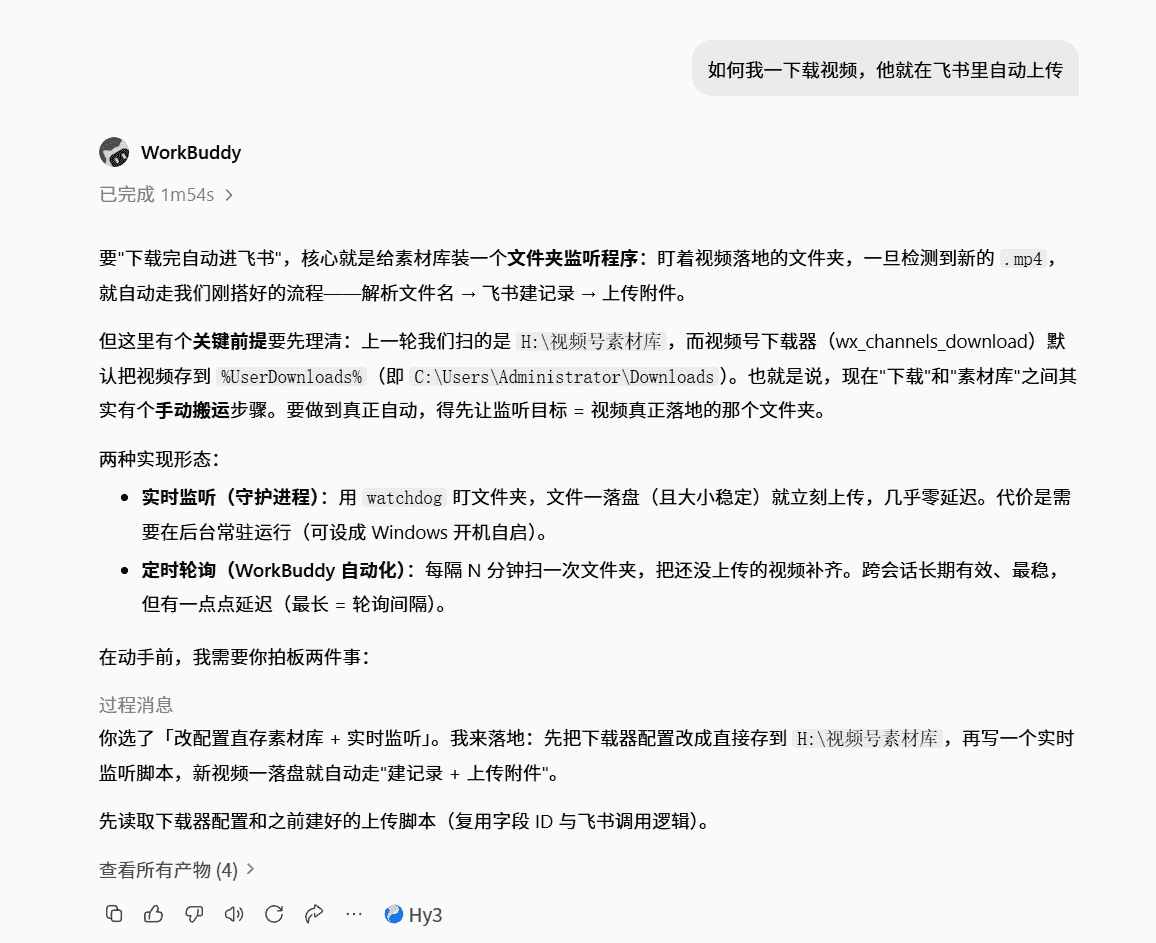 如何我一下载视频，他就在飞书里自动上传
WorkBuddy
已完成 1m54s >
要"下载完自动进飞书"，核心就是给素材库装一个文件夹监听程序：盯着视频落地的文件夹，一旦检测到新的 .mp4，
就自动走我们刚搭好的流程——解析文件名 → 飞书建记录 → 上传附件。
但这里有个关键前提要先理清：上一轮我们扫的是 H:\视频号素材库，而视频号下载器（wx_channels_download）默
认把视频存到 %UserDownloads%（即 C:\Users\Administrator\Downloads）。也就是说，现在"下载"和"素材库"之间其
实有个手动搬运步骤。要做到真正自动，得先让监听目标 = 视频真正落地的那个文件夹。
两种实现形态：
• 实时监听（守护进程）：用 watchdog 盯文件夹，文件一落盘（且大小稳定）就立刻上传，几乎零延迟。代价是需
要在后台常驻运行（可设成 Windows 开机自启）。
• 定时轮询（WorkBuddy 自动化）：每隔 N 分钟扫一次文件夹，把还没上传的视频补齐。跨会话长期有效、最稳，
但有一点点延迟（最长 = 轮询间隔）。
在动手前，我需要你拍板两件事：
过程消息
你选了「改配置直存素材库 + 实时监听」。我来落地：先把下载器配置改成直接存到 H:\视频号素材库，再写一个实时
监听脚本，新视频一落盘就自动走"建记录 + 上传附件"。
先读取下载器配置和之前建好的上传脚本（复用字段 ID 与飞书调用逻辑）。
查看所有产物 (4) >
Hy3